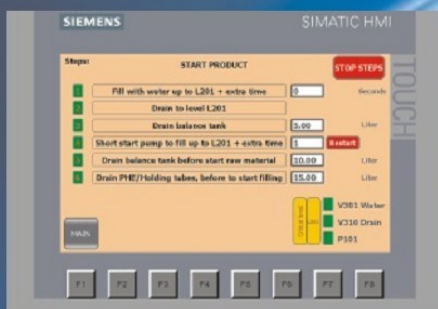 SIEMENS
SIMATIC HMI
TOUCH
Steps:
START PRODUCT
STOP STEPS
1 Fill with water up to L201 + extra time 0 Seconds
2 Drain to level L201
3 Drain balance tank 5.00 Liter
4 Short start pump to fill up to L201 + extra time 1 Restart
5 Drain balance tank before start raw material 10.00 Liter
6 Drain PHE/Holding tubes, before to start filling 15.00 Liter
L201
V301 Water
V310 Drain
P101
MAIN
F1 F2 F3 F4 F5 F6 F7 F8